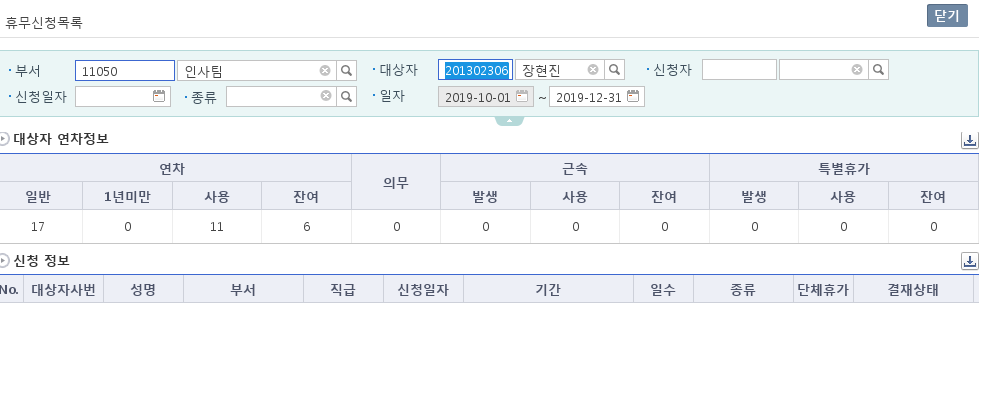 닫기
휴무신청목록
부서 11050 인사팀 대상자 201302306 장현진 신청자
신청일자 종류 일자 2019-10-01 ~ 2019-12-31
대상자 연차정보
연차 의무 근속 특별휴가
일반 1년미만 사용 잔여 발생 사용 잔여 발생 사용 잔여
17 0 11 6 0 0 0 0 0 0 0
신청 정보
No. 대상자사번 성명 부서 직급 신청일자 기간 일수 종류 단체휴가 결재상태